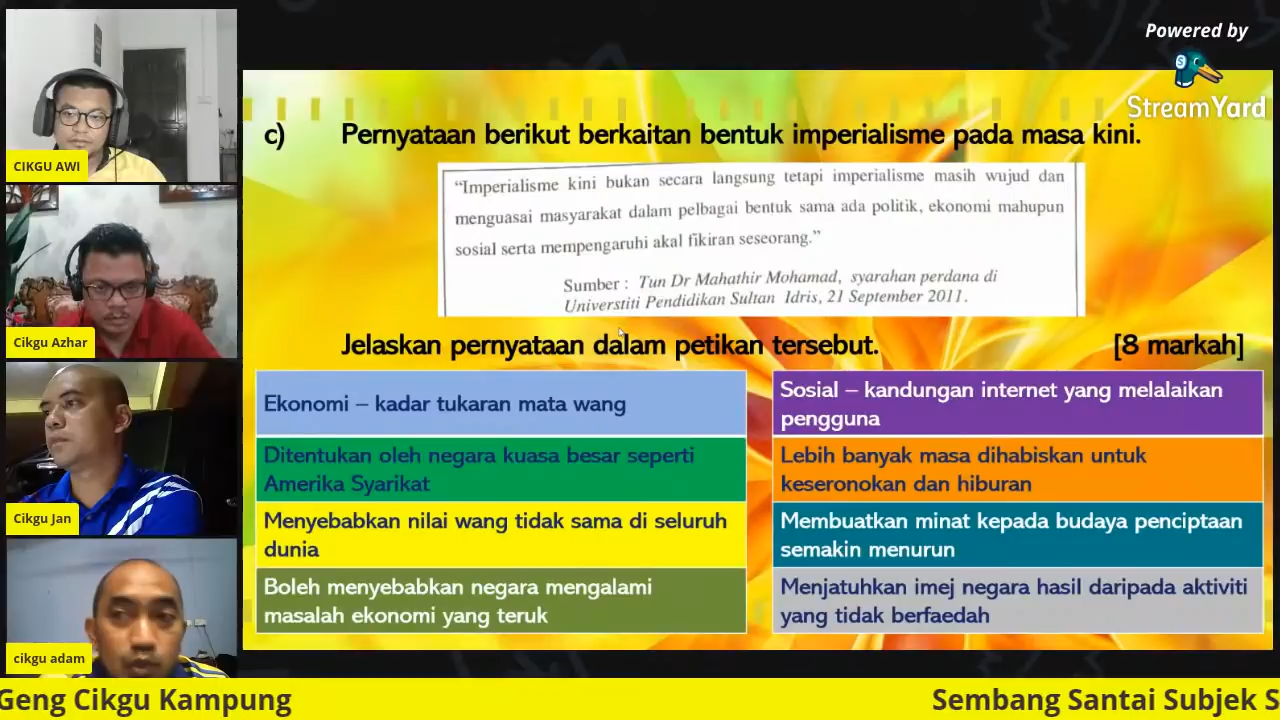 Powered by
StreamYard
CIKGU AWI
Cikgu Azhar
Cikgu Jan
cikgu adam
c) Pernyataan berikut berkaitan bentuk imperialisme pada masa kini.
“Imperialisme kini bukan secara langsung tetapi imperialisme masih wujud dan
menguasai masyarakat dalam pelbagai bentuk sama ada politik, ekonomi mahupun
sosial serta mempengaruhi akal fikiran seseorang.”
Sumber : Tun Dr Mahathir Mohamad, syarahan perdana di
Universtiti Pendidikan Sultan Idris, 21 September 2011.
Jelaskan pernyataan dalam petikan tersebut. [8 markah]
Ekonomi – kadar tukaran mata wang
Ditentukan oleh negara kuasa besar seperti
Amerika Syarikat
Menyebabkan nilai wang tidak sama di seluruh
dunia
Boleh menyebabkan negara mengalami
masalah ekonomi yang teruk
Sosial – kandungan internet yang melalaikan
pengguna
Lebih banyak masa dihabiskan untuk
keseronokan dan hiburan
Membuatkan minat kepada budaya penciptaan
semakin menurun
Menjatuhkan imej negara hasil daripada aktiviti
yang tidak berfaedah
Geng Cikgu Kampung
Sembang Santai Subjek S